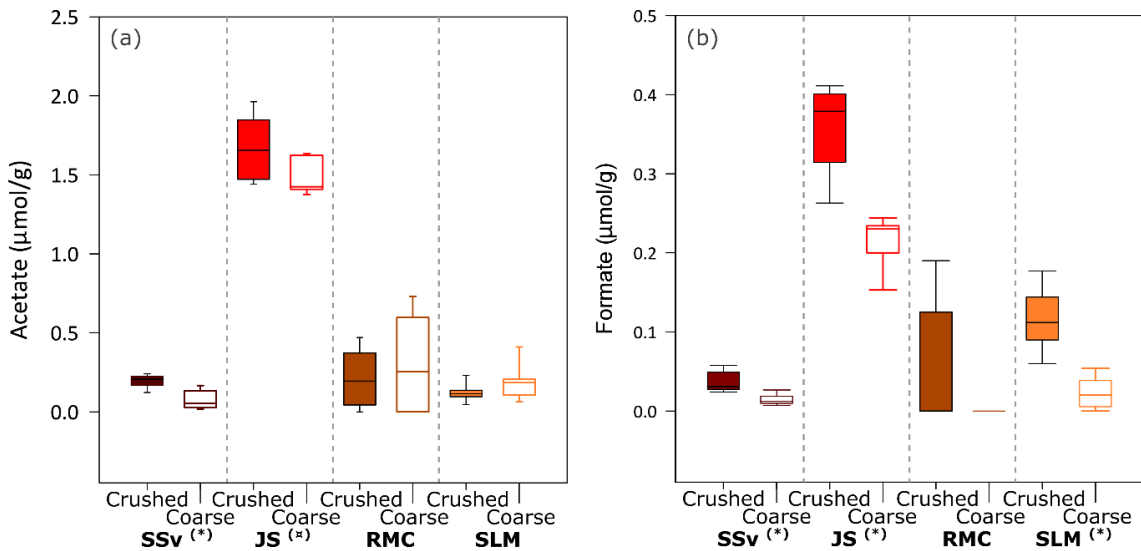 (a)
Acetate (µmol/g)
2.5
2.0
1.5
1.0
0.5
0.0
Crushed Crushed Crushed Crushed
Coarse Coarse Coarse Coarse
SSv (*) JS (¤) RMC SLM
(b)
Formate (µmol/g)
0.5
0.4
0.3
0.2
0.1
0.0
Crushed Crushed Crushed Crushed
Coarse Coarse Coarse Coarse
SSv (*) JS (*) RMC SLM (*)